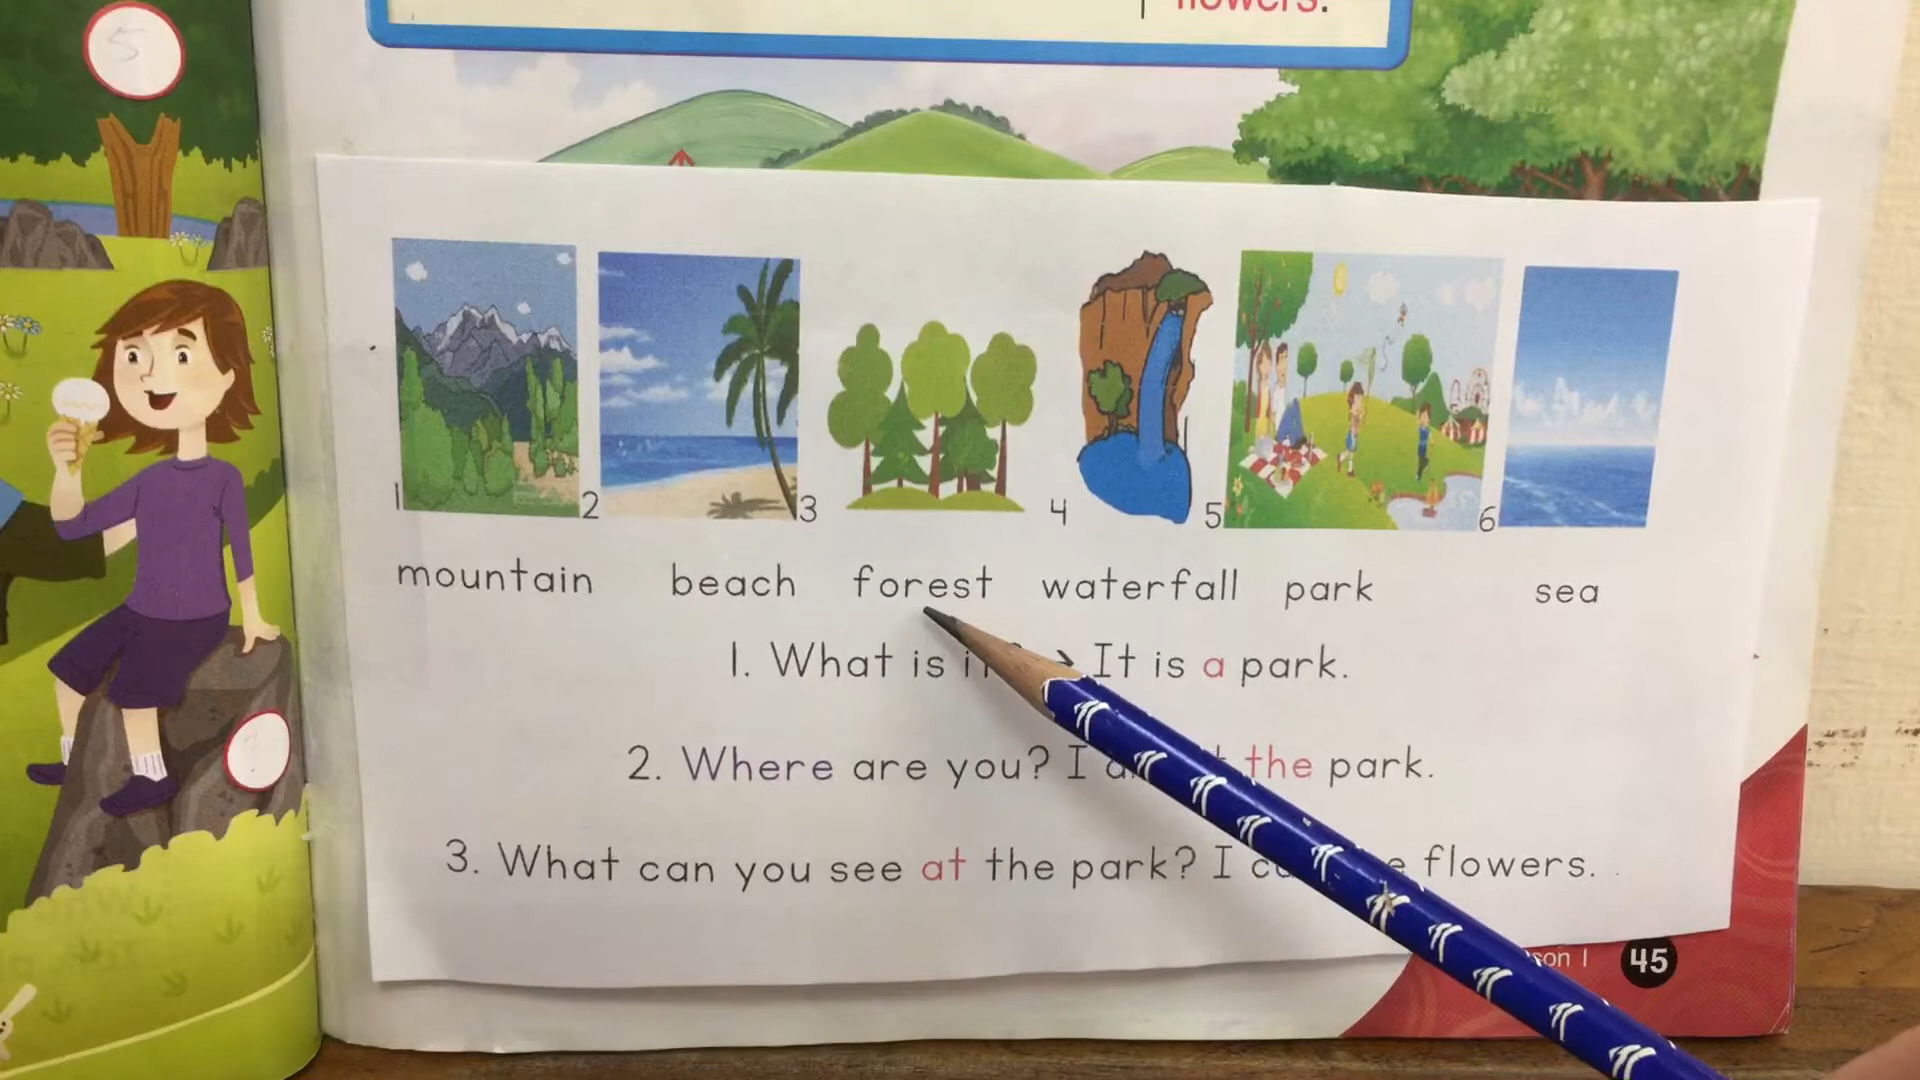 flowers.
5
1 2 3 4 5 6
mountain beach forest waterfall park sea
1. What is → It is a park.
2. Where are you? I the park.
3. What can you see at the park? I flowers.
45